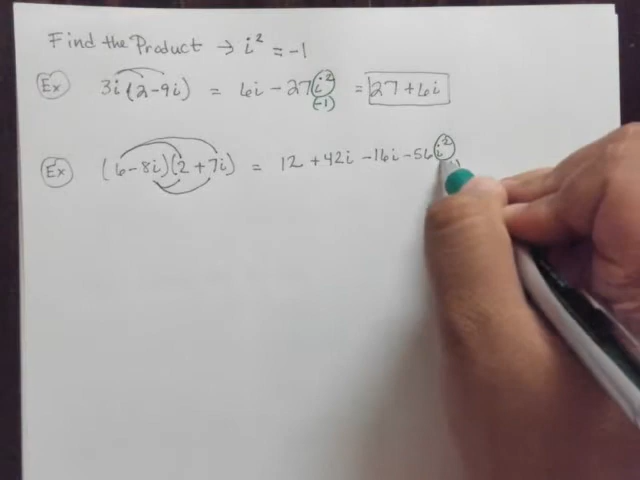 Find the Product → i² = -1
Ex 3i(2-9i) = 6i - 27i² = 27 + 6i
(-1)
Ex (6-8i)(2+7i) = 12 + 42i - 16i - 56i²